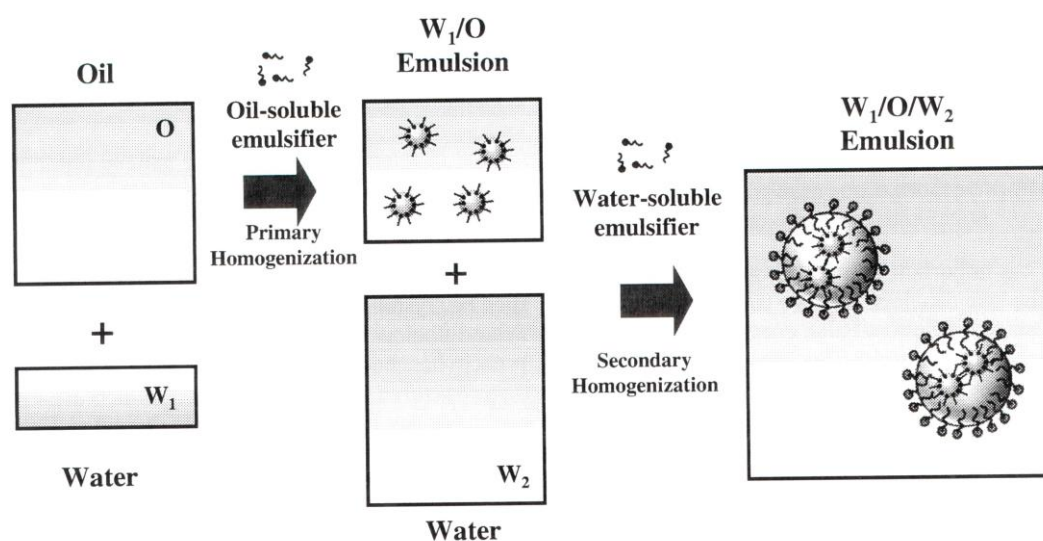 Oil
O
+
W₁
Water
Oil-soluble
emulsifier
Primary
Homogenization
W₁/O
Emulsion
+
W₂
Water
Water-soluble
emulsifier
Secondary
Homogenization
W₁/O/W₂
Emulsion